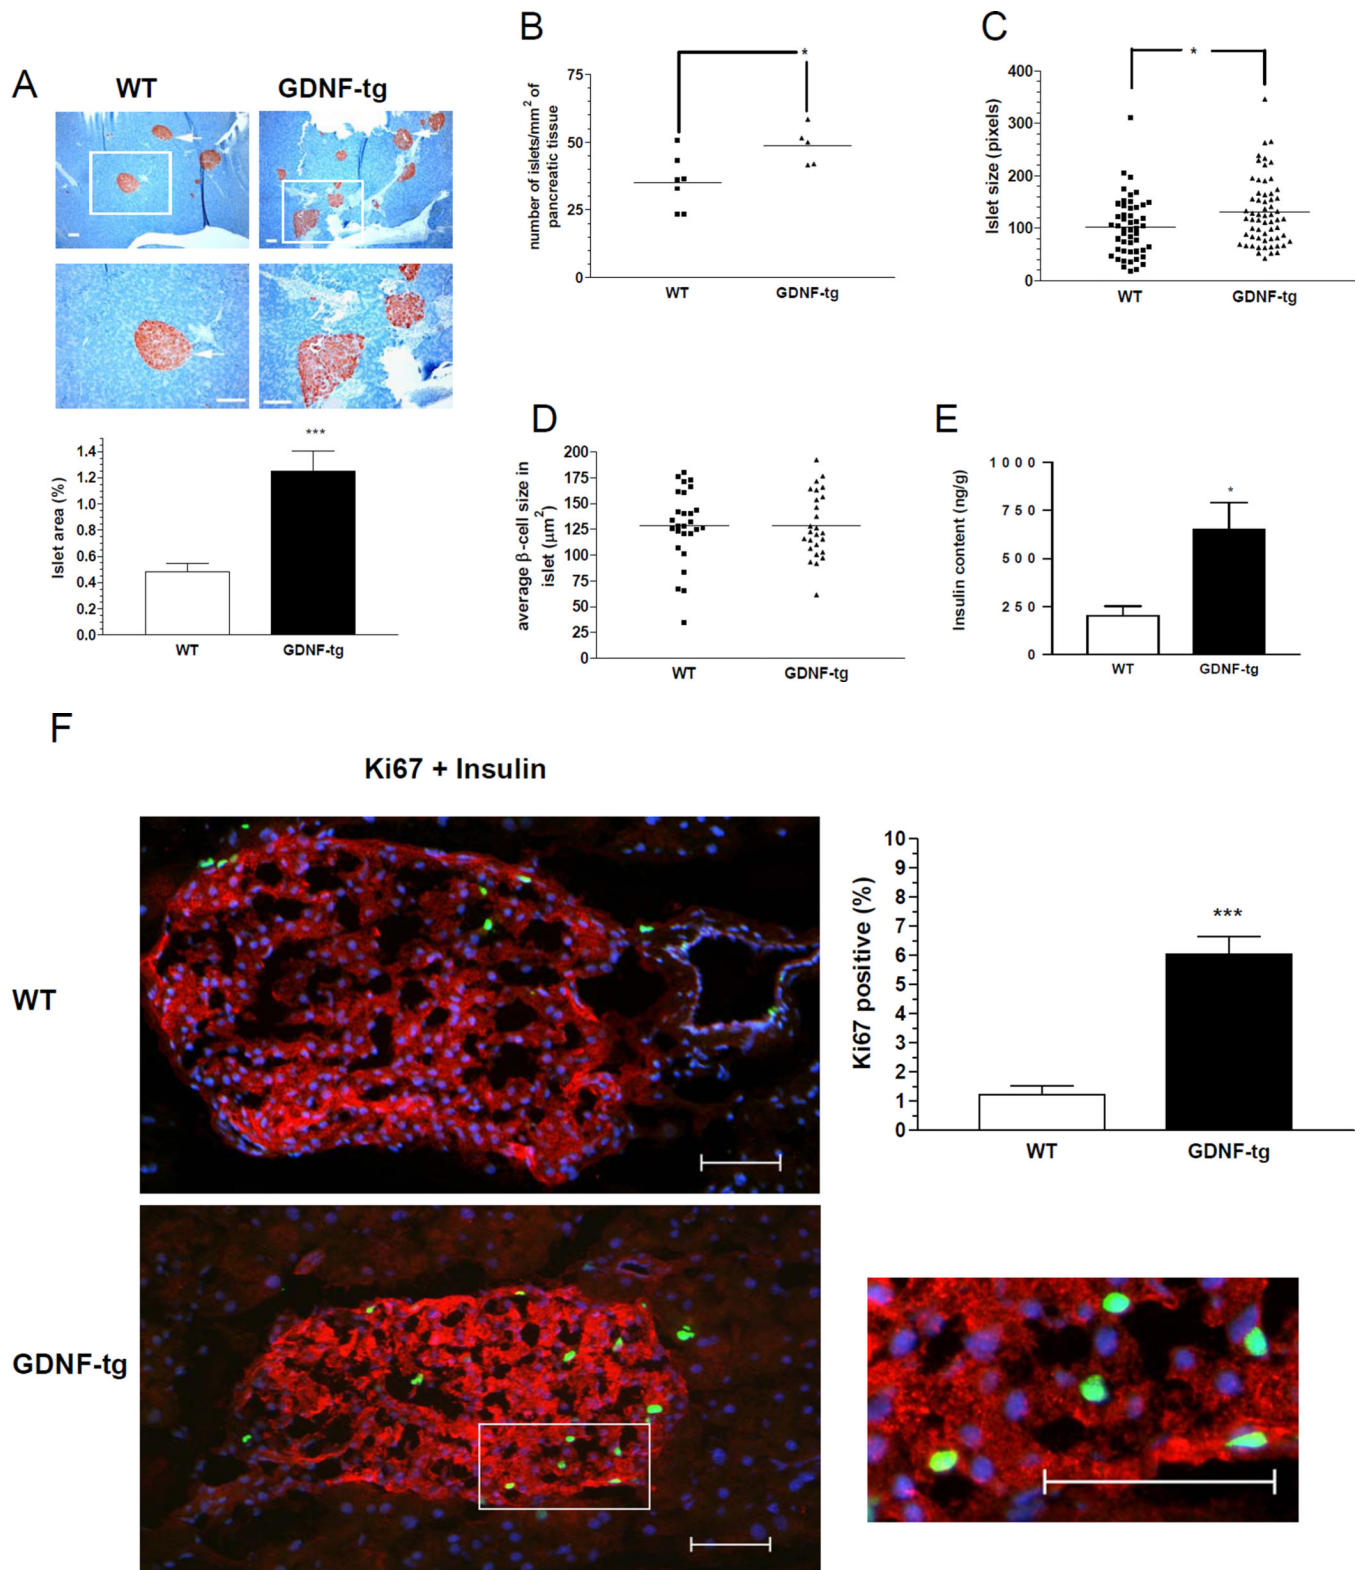 A
WT
GDNF-tg
***
Islet area (%)
1.4
1.2
1.0
0.8
0.6
0.4
0.2
0.0
WT
GDNF-tg
B
*
number of islets/mm² of
pancreatic tissue
75
50
25
0
WT
GDNF-tg
C
*
Islet size (pixels)
400
300
200
100
0
WT
GDNF-tg
D
average β-cell size in
islet (μm²)
200
175
150
125
100
75
50
25
0
WT
GDNF-tg
E
*
Insulin content (ng/g)
1000
750
500
250
0
WT
GDNF-tg
F
Ki67 + Insulin
WT
GDNF-tg
***
Ki67 positive (%)
10
9
8
7
6
5
4
3
2
1
0
WT
GDNF-tg